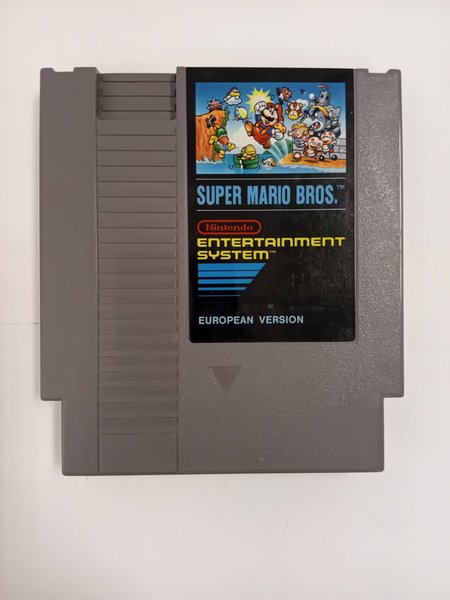 SUPER MARIO BROS.™
Nintendo
ENTERTAINMENT
SYSTEM™
EUROPEAN VERSION